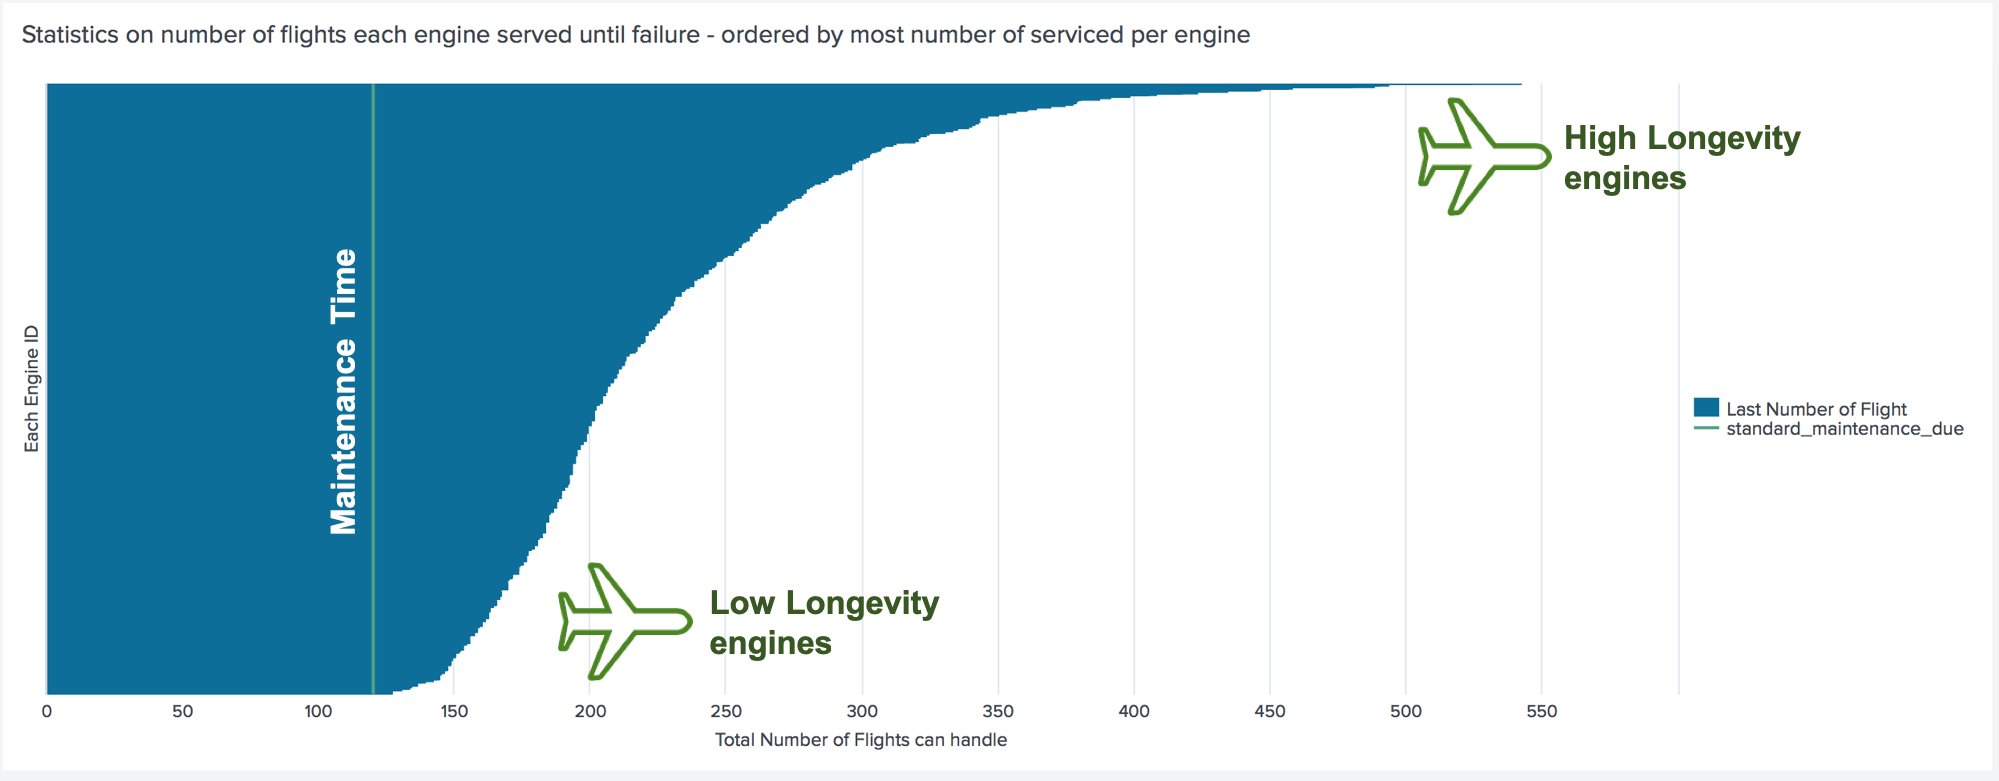 Statistics on number of flights each engine served until failure - ordered by most number of serviced per engine
High Longevity
engines
Maintenance Time
Each Engine ID
Last Number of Flight
standard_maintenance_due
Low Longevity
engines
0 50 100 150 200 250 300 350 400 450 500 550
Total Number of Flights can handle